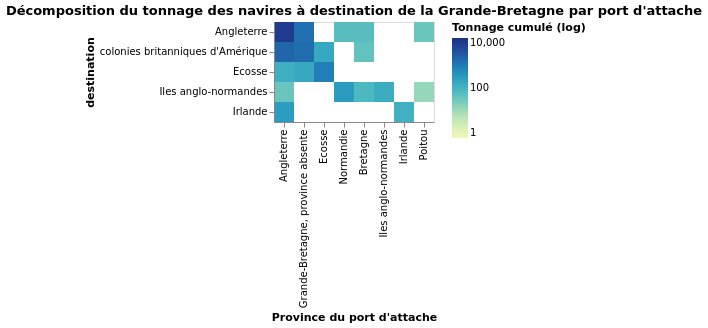 Décomposition du tonnage des navires à destination de la Grande-Bretagne par port d'attache
Tonnage cumulé (log)
10,000
100
1
destination
Angleterre
colonies britanniques d'Amérique
Ecosse
Iles anglo-normandes
Irlande
Angleterre
Grande-Bretagne, province absente
Ecosse
Normandie
Bretagne
Iles anglo-normandes
Irlande
Poitou
Province du port d'attache